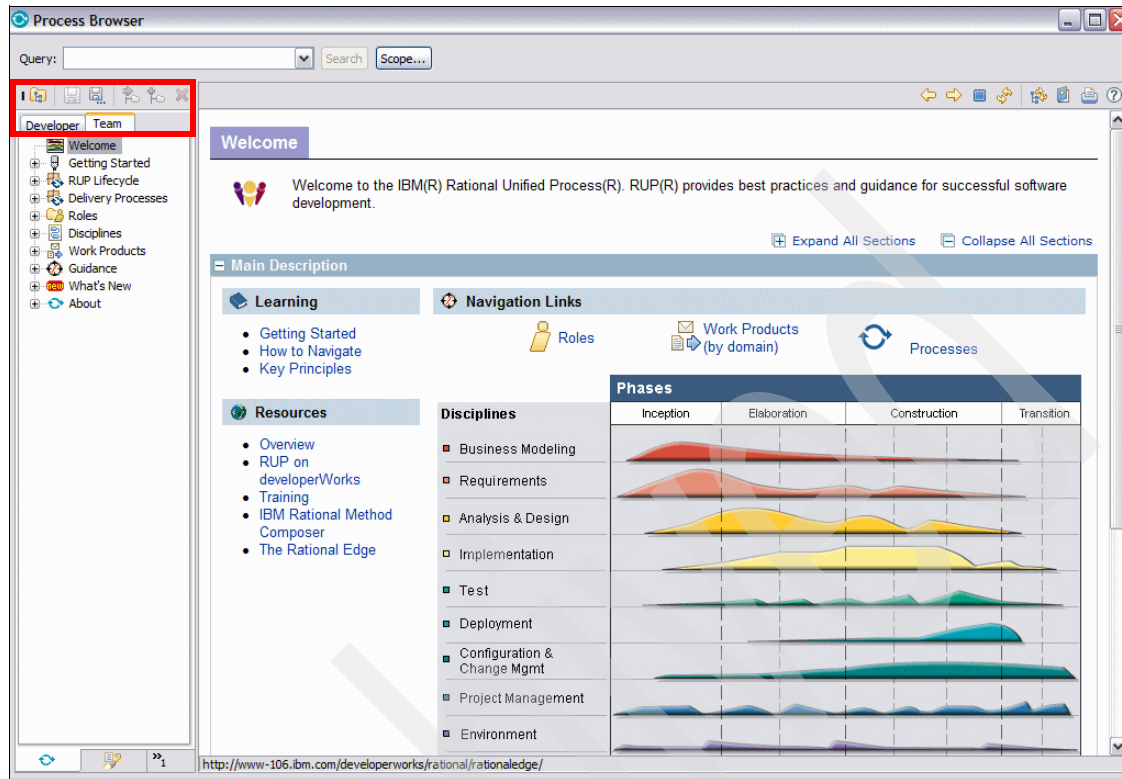 Process Browser
Query:
Search
Scope...
Developer
Team
Welcome
Getting Started
RUP Lifecycle
Delivery Processes
Roles
Disciplines
Work Products
Guidance
new What's New
About
Welcome
Welcome to the IBM(R) Rational Unified Process(R). RUP(R) provides best practices and guidance for successful software
development.
Expand All Sections
Collapse All Sections
Main Description
Learning
Getting Started
How to Navigate
Key Principles
Resources
Overview
RUP on
developerWorks
Training
IBM Rational Method
Composer
The Rational Edge
Navigation Links
Roles
Work Products
(by domain)
Processes
Phases
Disciplines
Inception
Elaboration
Construction
Transition
Business Modeling
Requirements
Analysis & Design
Implementation
Test
Deployment
Configuration &
Change Mgmt
Project Management
Environment
»1
http://www-106.ibm.com/developerworks/rational/rationaledge/